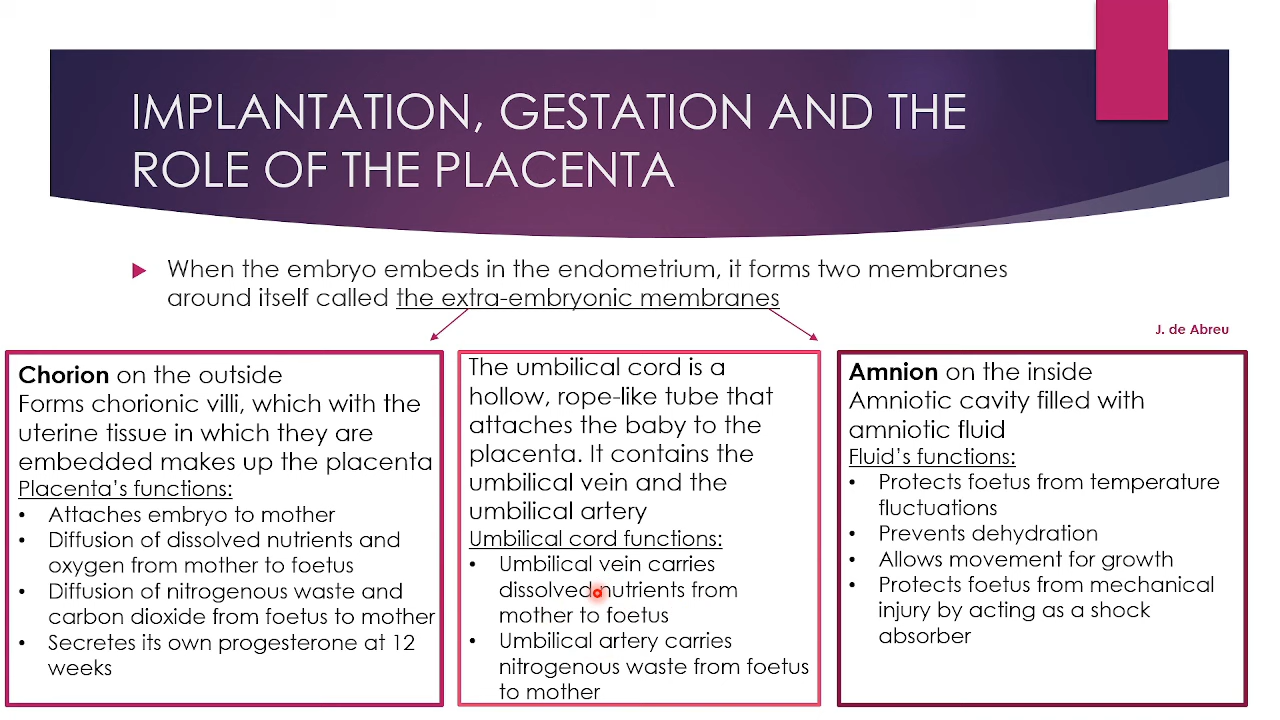 IMPLANTATION, GESTATION AND THE
ROLE OF THE PLACENTA
When the embryo embeds in the endometrium, it forms two membranes
around itself called the extra-embryonic membranes
J. de Abreu
Chorion on the outside
Forms chorionic villi, which with the
uterine tissue in which they are
embedded makes up the placenta
Placenta's functions:
• Attaches embryo to mother
• Diffusion of dissolved nutrients and
oxygen from mother to foetus
• Diffusion of nitrogenous waste and
carbon dioxide from foetus to mother
• Secretes its own progesterone at 12
weeks
The umbilical cord is a
hollow, rope-like tube that
attaches the baby to the
placenta. It contains the
umbilical vein and the
umbilical artery
Umbilical cord functions:
• Umbilical vein carries
dissolved nutrients from
mother to foetus
• Umbilical artery carries
nitrogenous waste from foetus
to mother
Amnion on the inside
Amniotic cavity filled with
amniotic fluid
Fluid's functions:
• Protects foetus from temperature
fluctuations
• Prevents dehydration
• Allows movement for growth
• Protects foetus from mechanical
injury by acting as a shock
absorber